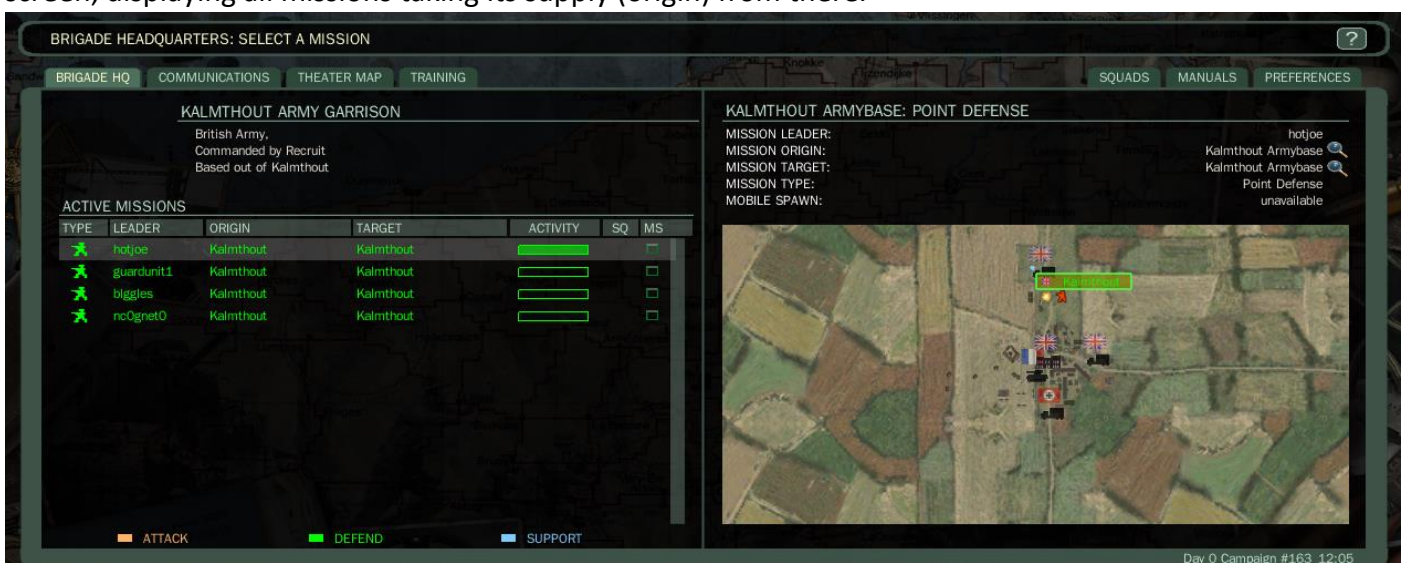 screen, displaying all missions taking its supply (origin) from there.
BRIGADE HEADQUARTERS: SELECT A MISSION
?
BRIGADE HQ COMMUNICATIONS THEATER MAP TRAINING SQUADS MANUALS PREFERENCES
KALMTHOUT ARMY GARRISON
British Army,
Commanded by Recruit
Based out of Kalmthout
ACTIVE MISSIONS
TYPE LEADER ORIGIN TARGET ACTIVITY SQ MS
hotjoe Kalmthout Kalmthout
guardunit1 Kalmthout Kalmthout
biggles Kalmthout Kalmthout
nc0gnet0 Kalmthout Kalmthout
ATTACK DEFEND SUPPORT
KALMTHOUT ARMYBASE: POINT DEFENSE
MISSION LEADER: hotjoe
MISSION ORIGIN: Kalmthout Armybase
MISSION TARGET: Kalmthout Armybase
MISSION TYPE: Point Defense
MOBILE SPAWN: unavailable
Kalmthout
Day 0 Campaign #163 12:05